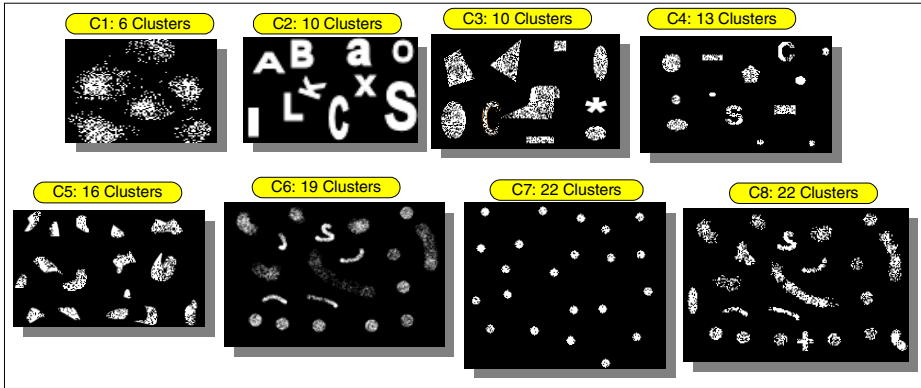 C1: 6 Clusters
C2: 10 Clusters
C3: 10 Clusters
C4: 13 Clusters
A B a O
L K X
I C S
C
*
C
S
C5: 16 Clusters
C6: 19 Clusters
C7: 22 Clusters
C8: 22 Clusters
S
S